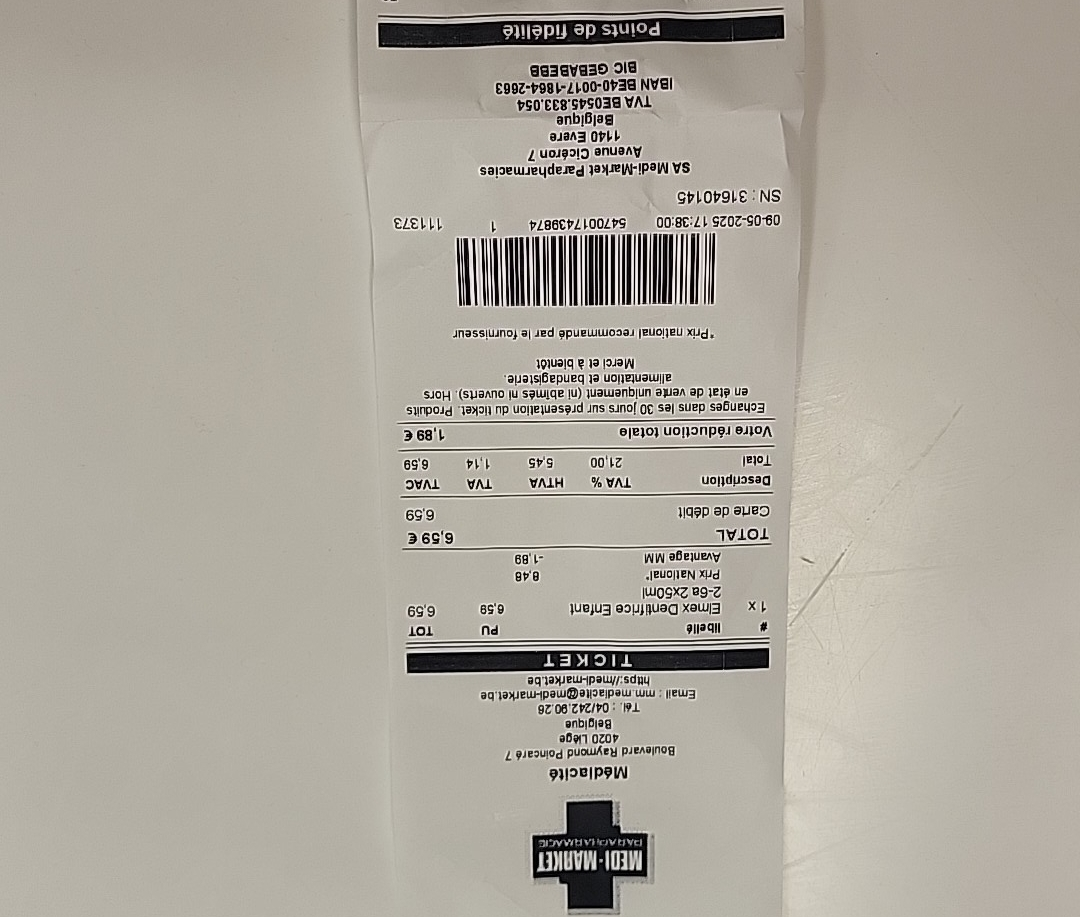 MEDI-MARKET
PARAPHARMACIE
Médiacité
Boulevard Raymond Poincaré 7
4020 Liège
Belgique
Tél. : 04/242.90.26
Email : mm.mediacite@medi-market.be
https://medi-market.be
TICKET
# libellé PU TOT
1 x Elmex Dentifrice Enfant 6,59 6,59
2-6a 2x50ml
Prix National* 8,48
Avantage MM -1,89
TOTAL 6,59 €
Carte de débit 6,59
Description TVA % HTVA TVA TVAC
Total 21,00 5,45 1,14 6,59
Votre réduction totale 1,89 €
Echanges dans les 30 jours sur présentation du ticket. Produits
en état de vente uniquement (ni abîmés ni ouverts). Hors
alimentation et bandagisterie.
Merci et à bientôt
*Prix national recommandé par le fournisseur
09-05-2025 17:38:00 5470017439874 1 111373
SN : 31640145
SA Medi-Market Parapharmacies
Avenue Cicéron 7
1140 Evere
Belgique
TVA BE0545.833.054
IBAN BE40-0017-1864-2663
BIC GEBABEBB
Points de fidélité